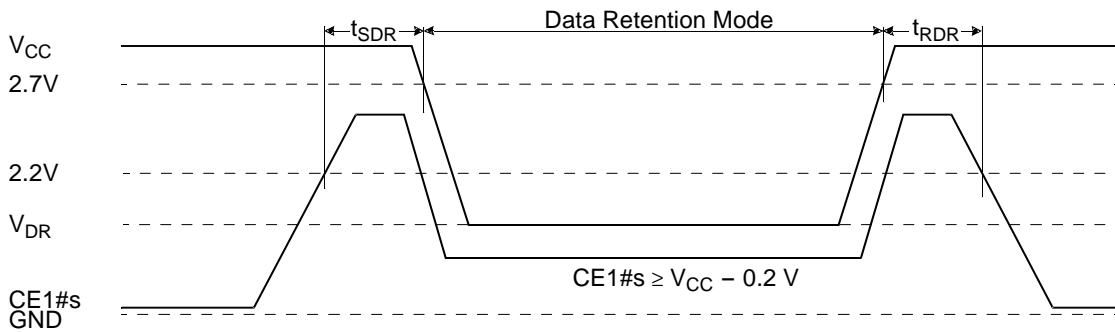 Data Retention Mode
tSDR
tRDR
VCC
2.7V
2.2V
VDR
CE1#s ≥ VCC − 0.2 V
CE1#s
GND